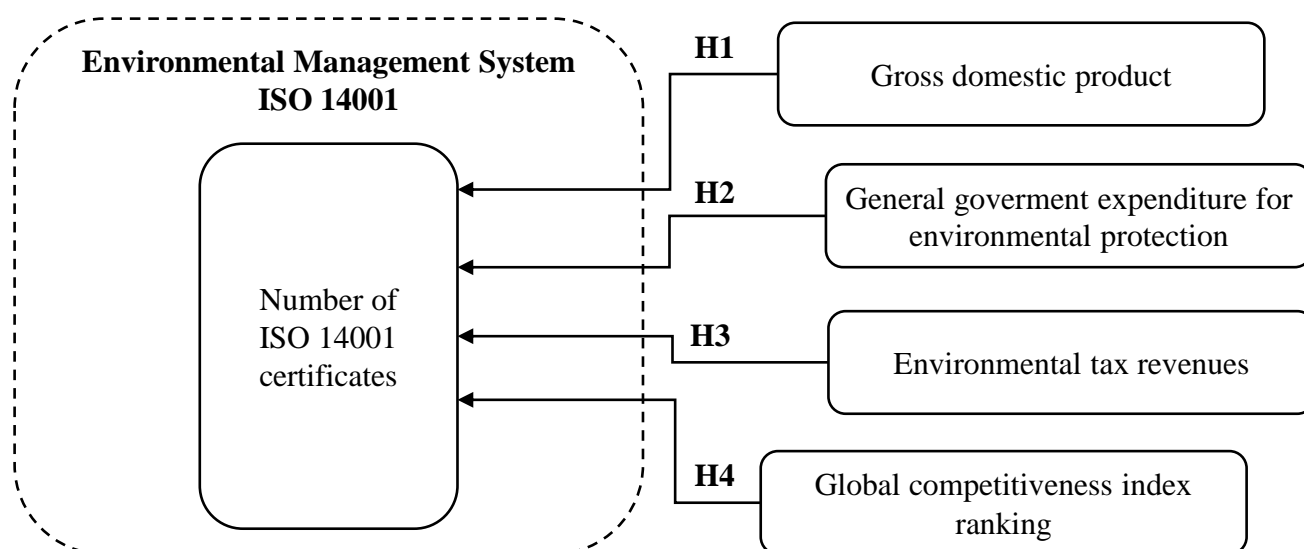 Environmental Management System
ISO 14001
Number of
ISO 14001
certificates
H1
Gross domestic product
H2
General goverment expenditure for
environmental protection
H3
Environmental tax revenues
H4
Global competitiveness index
ranking